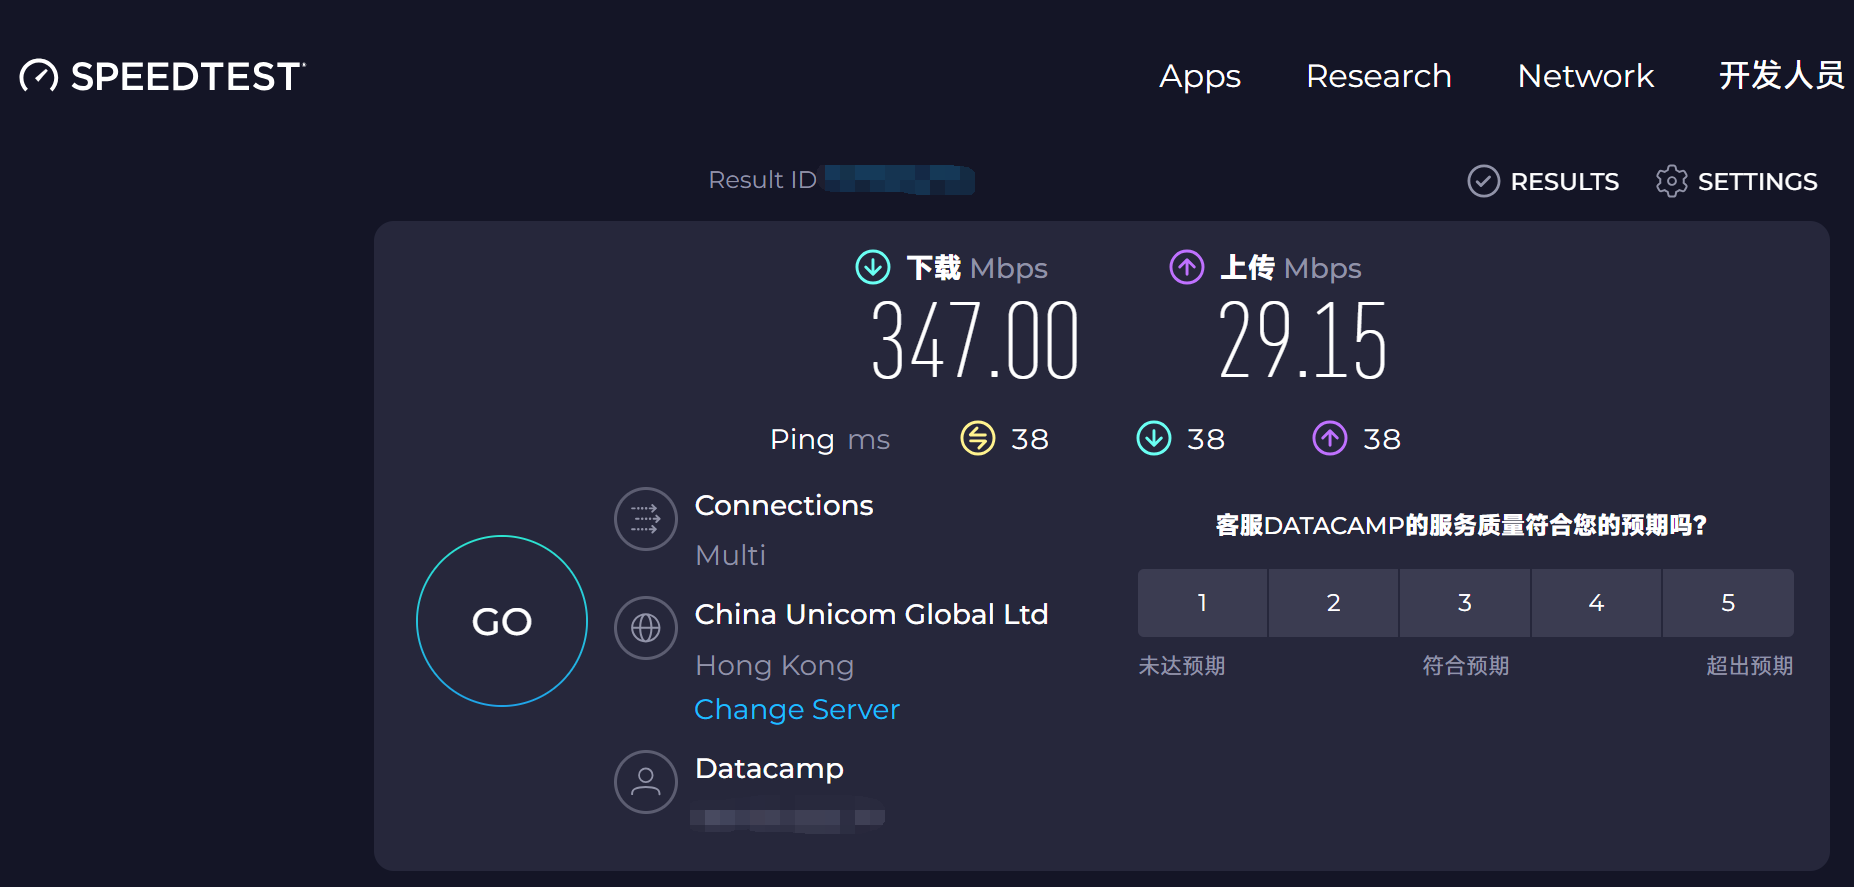 SPEEDTEST
Apps Research Network 开发人员
Result ID
RESULTS SETTINGS
下载 Mbps
347.00
上传 Mbps
29.15
Ping ms 38 38 38
GO
Connections
Multi
China Unicom Global Ltd
Hong Kong
Change Server
Datacamp
客服DATACAMP的服务质量符合您的预期吗?
1 2 3 4 5
未达预期 符合预期 超出预期